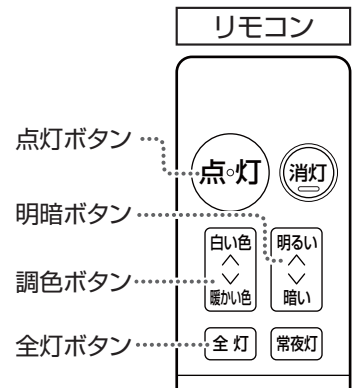 リモコン
点灯ボタン
点灯
消灯
明暗ボタン
白い色
明るい
調色ボタン
暖かい色
暗い
全灯ボタン
全灯
常夜灯